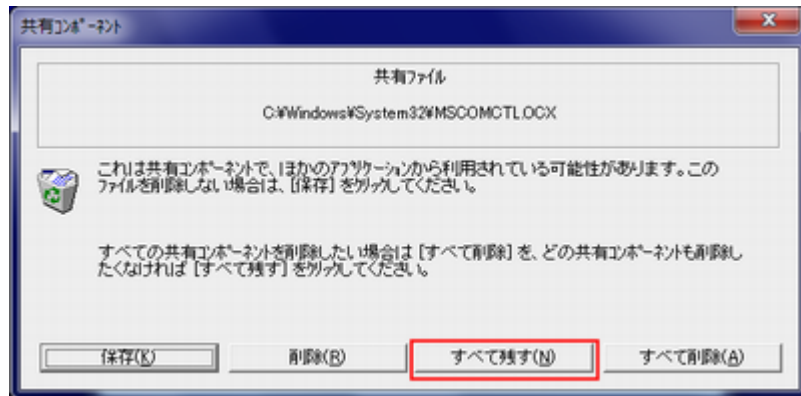 共有ｺﾝﾎﾟｰﾈﾝﾄ
共有ﾌｧｲﾙ
C:¥Windows¥System32¥MSCOMCTL.OCX
これは共有ｺﾝﾎﾟｰﾈﾝﾄで、ほかのｱﾌﾟﾘｹｰｼｮﾝから利用されている可能性があります。この
ﾌｧｲﾙを削除しない場合は、[保存] をｸﾘｯｸしてください。
すべての共有ｺﾝﾎﾟｰﾈﾝﾄを削除したい場合は [すべて削除] を、どの共有ｺﾝﾎﾟｰﾈﾝﾄも削除し
たくなければ [すべて残す] をｸﾘｯｸしてください。
保存(K)
削除(R)
すべて残す(N)
すべて削除(A)